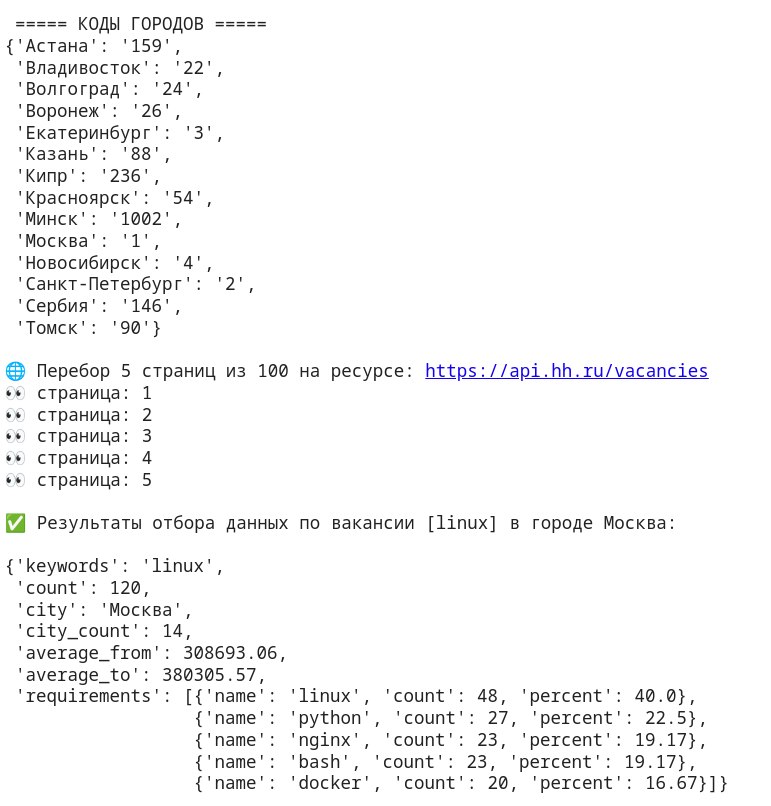 ===== КОДЫ ГОРОДОВ =====
{'Астана': '159',
'Владивосток': '22',
'Волгоград': '24',
'Воронеж': '26',
'Екатеринбург': '3',
'Казань': '88',
'Кипр': '236',
'Красноярск': '54',
'Минск': '1002',
'Москва': '1',
'Новосибирск': '4',
'Санкт-Петербург': '2',
'Сербия': '146',
'Томск': '90'}
🌐 Перебор 5 страниц из 100 на ресурсе: https://api.hh.ru/vacancies
👀 страница: 1
👀 страница: 2
👀 страница: 3
👀 страница: 4
👀 страница: 5
✅ Результаты отбора данных по вакансии [linux] в городе Москва:
{'keywords': 'linux',
'count': 120,
'city': 'Москва',
'city_count': 14,
'average_from': 308693.06,
'average_to': 380305.57,
'requirements': [{'name': 'linux', 'count': 48, 'percent': 40.0},
{'name': 'python', 'count': 27, 'percent': 22.5},
{'name': 'nginx', 'count': 23, 'percent': 19.17},
{'name': 'bash', 'count': 23, 'percent': 19.17},
{'name': 'docker', 'count': 20, 'percent': 16.67}]}